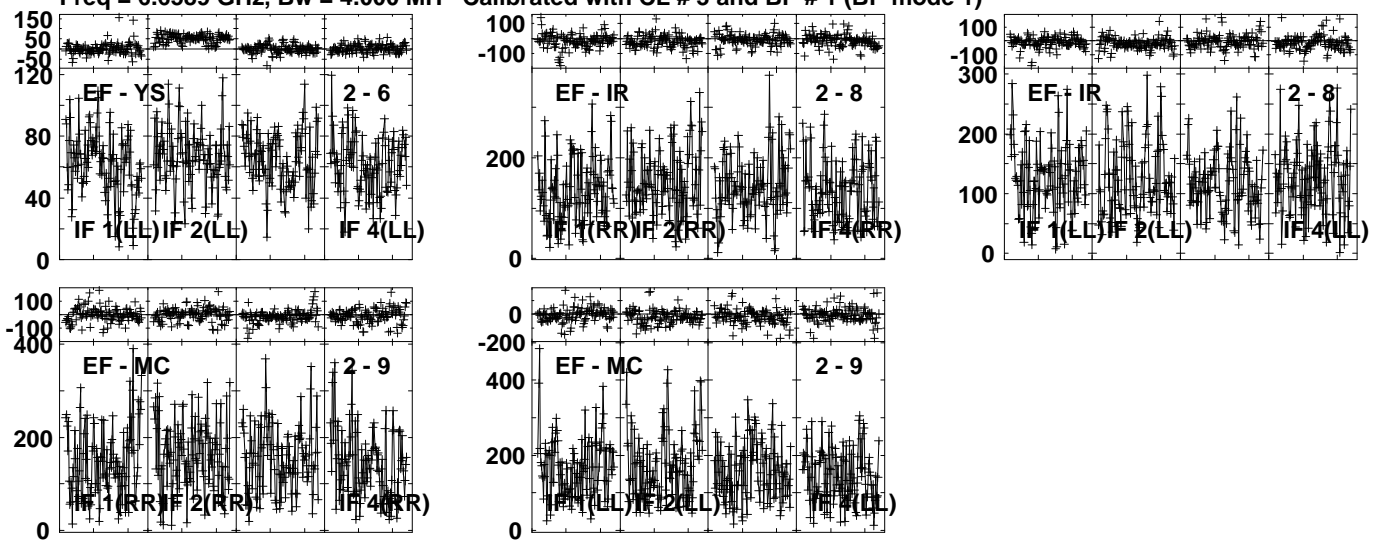 Freq = 6.6589 GHz, Bw = 4.000 MH Calibrated with CL # 5 and BP # 1 (BP mode 1)
150
50
-50
120
80
40
0
EF - YS
2 - 6
IF 1(LL)
IF 2(LL)
IF 4(LL)
100
-100
200
0
EF - IR
2 - 8
IF 1(RR)
IF 2(RR)
IF 4(RR)
100
-100
300
200
100
0
EF - IR
2 - 8
IF 1(LL)
IF 2(LL)
IF 4(LL)
100
-100
400
200
0
EF - MC
2 - 9
IF 1(RR)
IF 2(RR)
IF 4(RR)
0
-200
400
200
0
EF - MC
2 - 9
IF 1(LL)
IF 2(LL)
IF 4(LL)